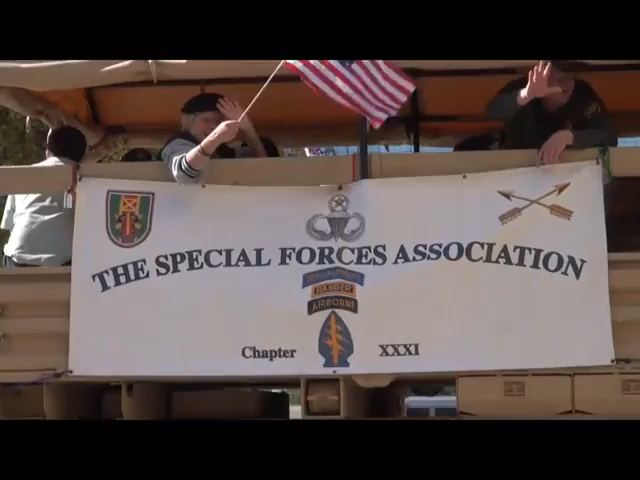 THE SPECIAL FORCES ASSOCIATION
RANGER
AIRBORNE
Chapter XXXI